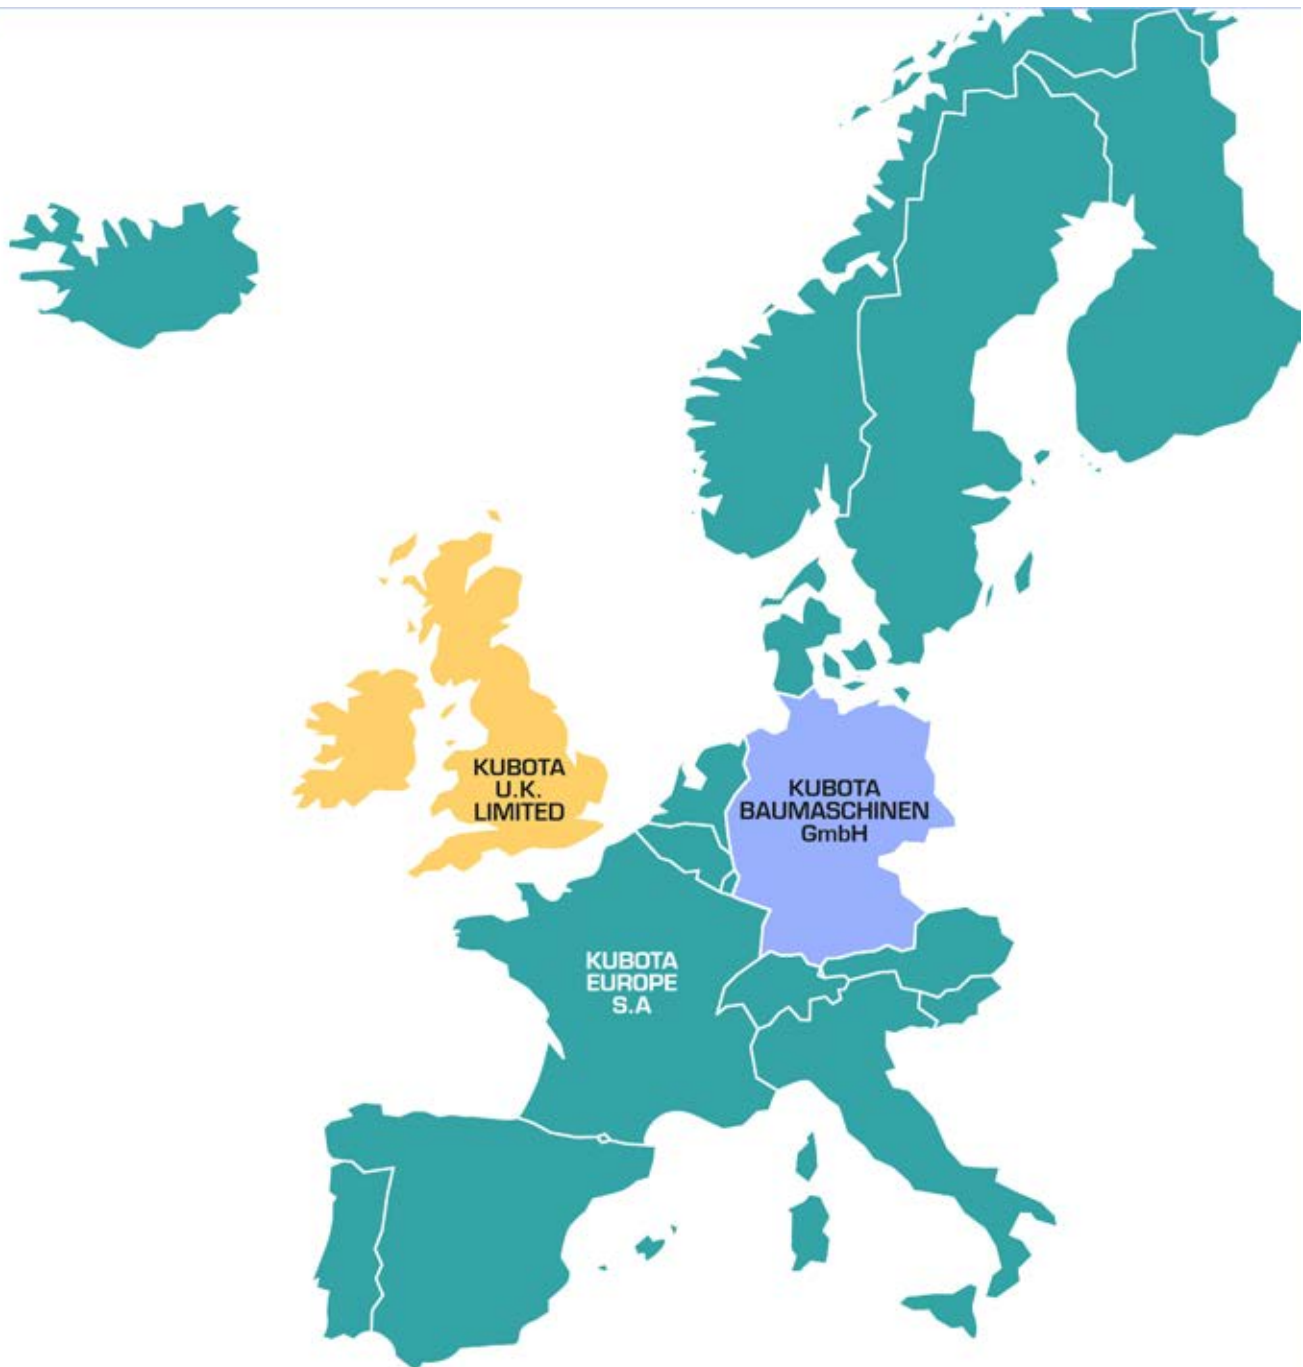 KUBOTA
U.K.
LIMITED
KUBOTA
BAUMASCHINEN
GmbH
KUBOTA
EUROPE
S.A